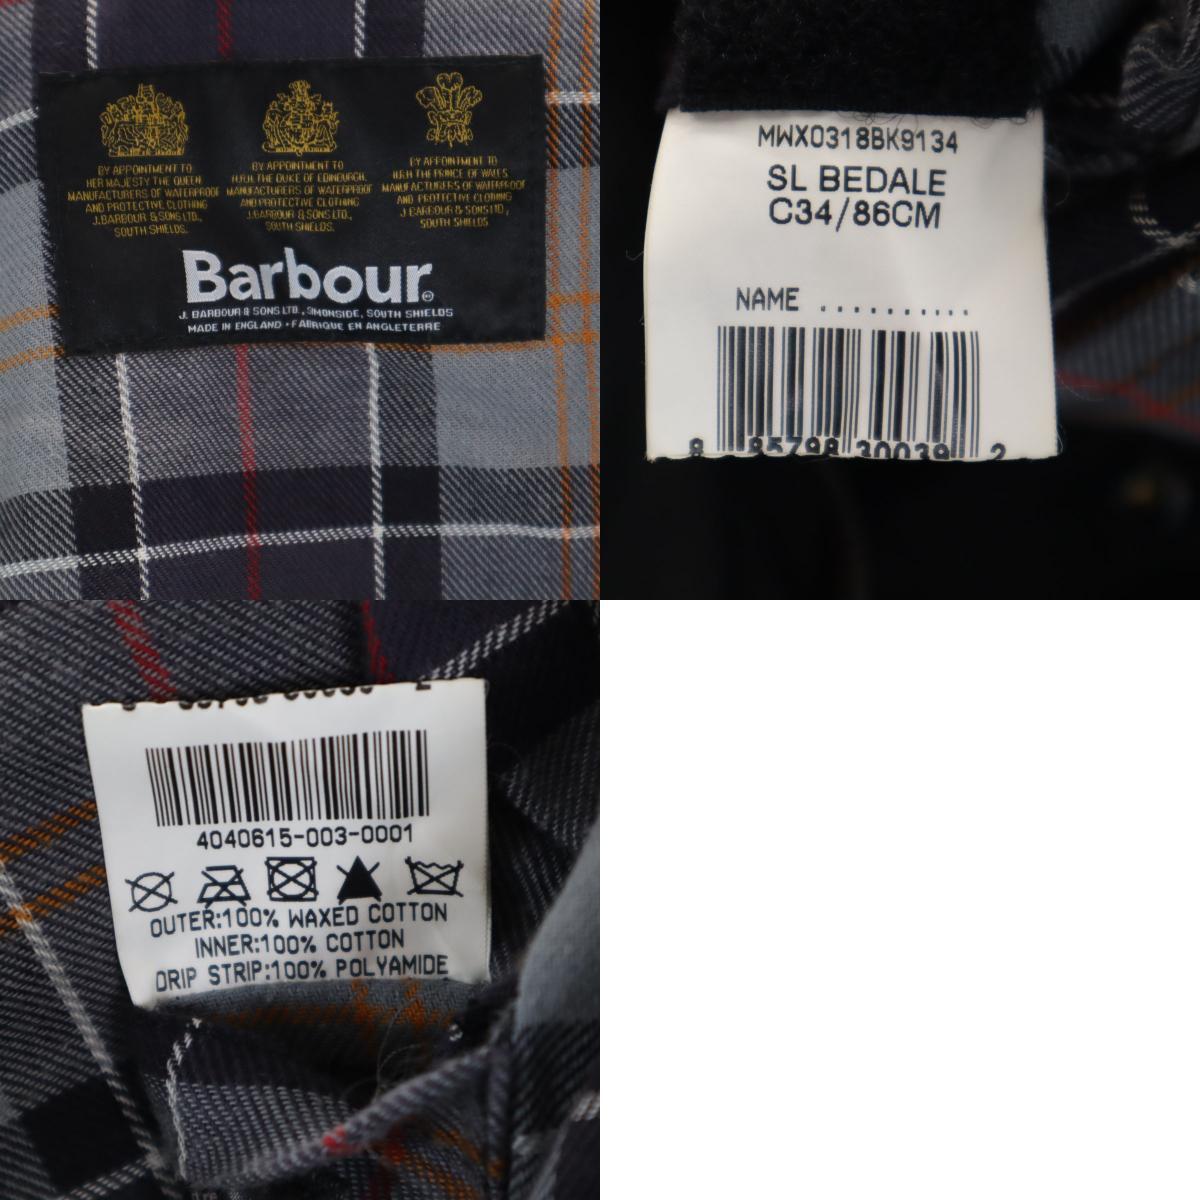 BY APPOINTMENT TO
HER MAJESTY THE QUEEN
MANUFACTURERS OF WATERPROOF
AND PROTECTIVE CLOTHING
J.BARBOUR & SONS LTD.,
SOUTH SHIELDS.
BY APPOINTMENT TO
H.R.H. THE DUKE OF EDINBURGH,
MANUFACTURERS OF WATERPROOF
AND PROTECTIVE CLOTHING
J.BARBOUR & SONS LTD.,
SOUTH SHIELDS.
BY APPOINTMENT TO
H.R.H THE PRINCE OF WALES
MANUFACTURERS OF WATERPROOF
AND PROTECTIVE CLOTHING
J BARBOUR & SONS LTD,
SOUTH SHIELDS
Barbour®
J. BARBOUR & SONS LTD., SIMONSIDE, SOUTH SHIELDS
MADE IN ENGLAND • FABRIQUE EN ANGLETERRE
MWX0318BK9134
SL BEDALE
C34/86CM
NAME ..........
8 85798 30039 2
4040615-003-0001
OUTER:100% WAXED COTTON
INNER:100% COTTON
DRIP STRIP:100% POLYAMIDE